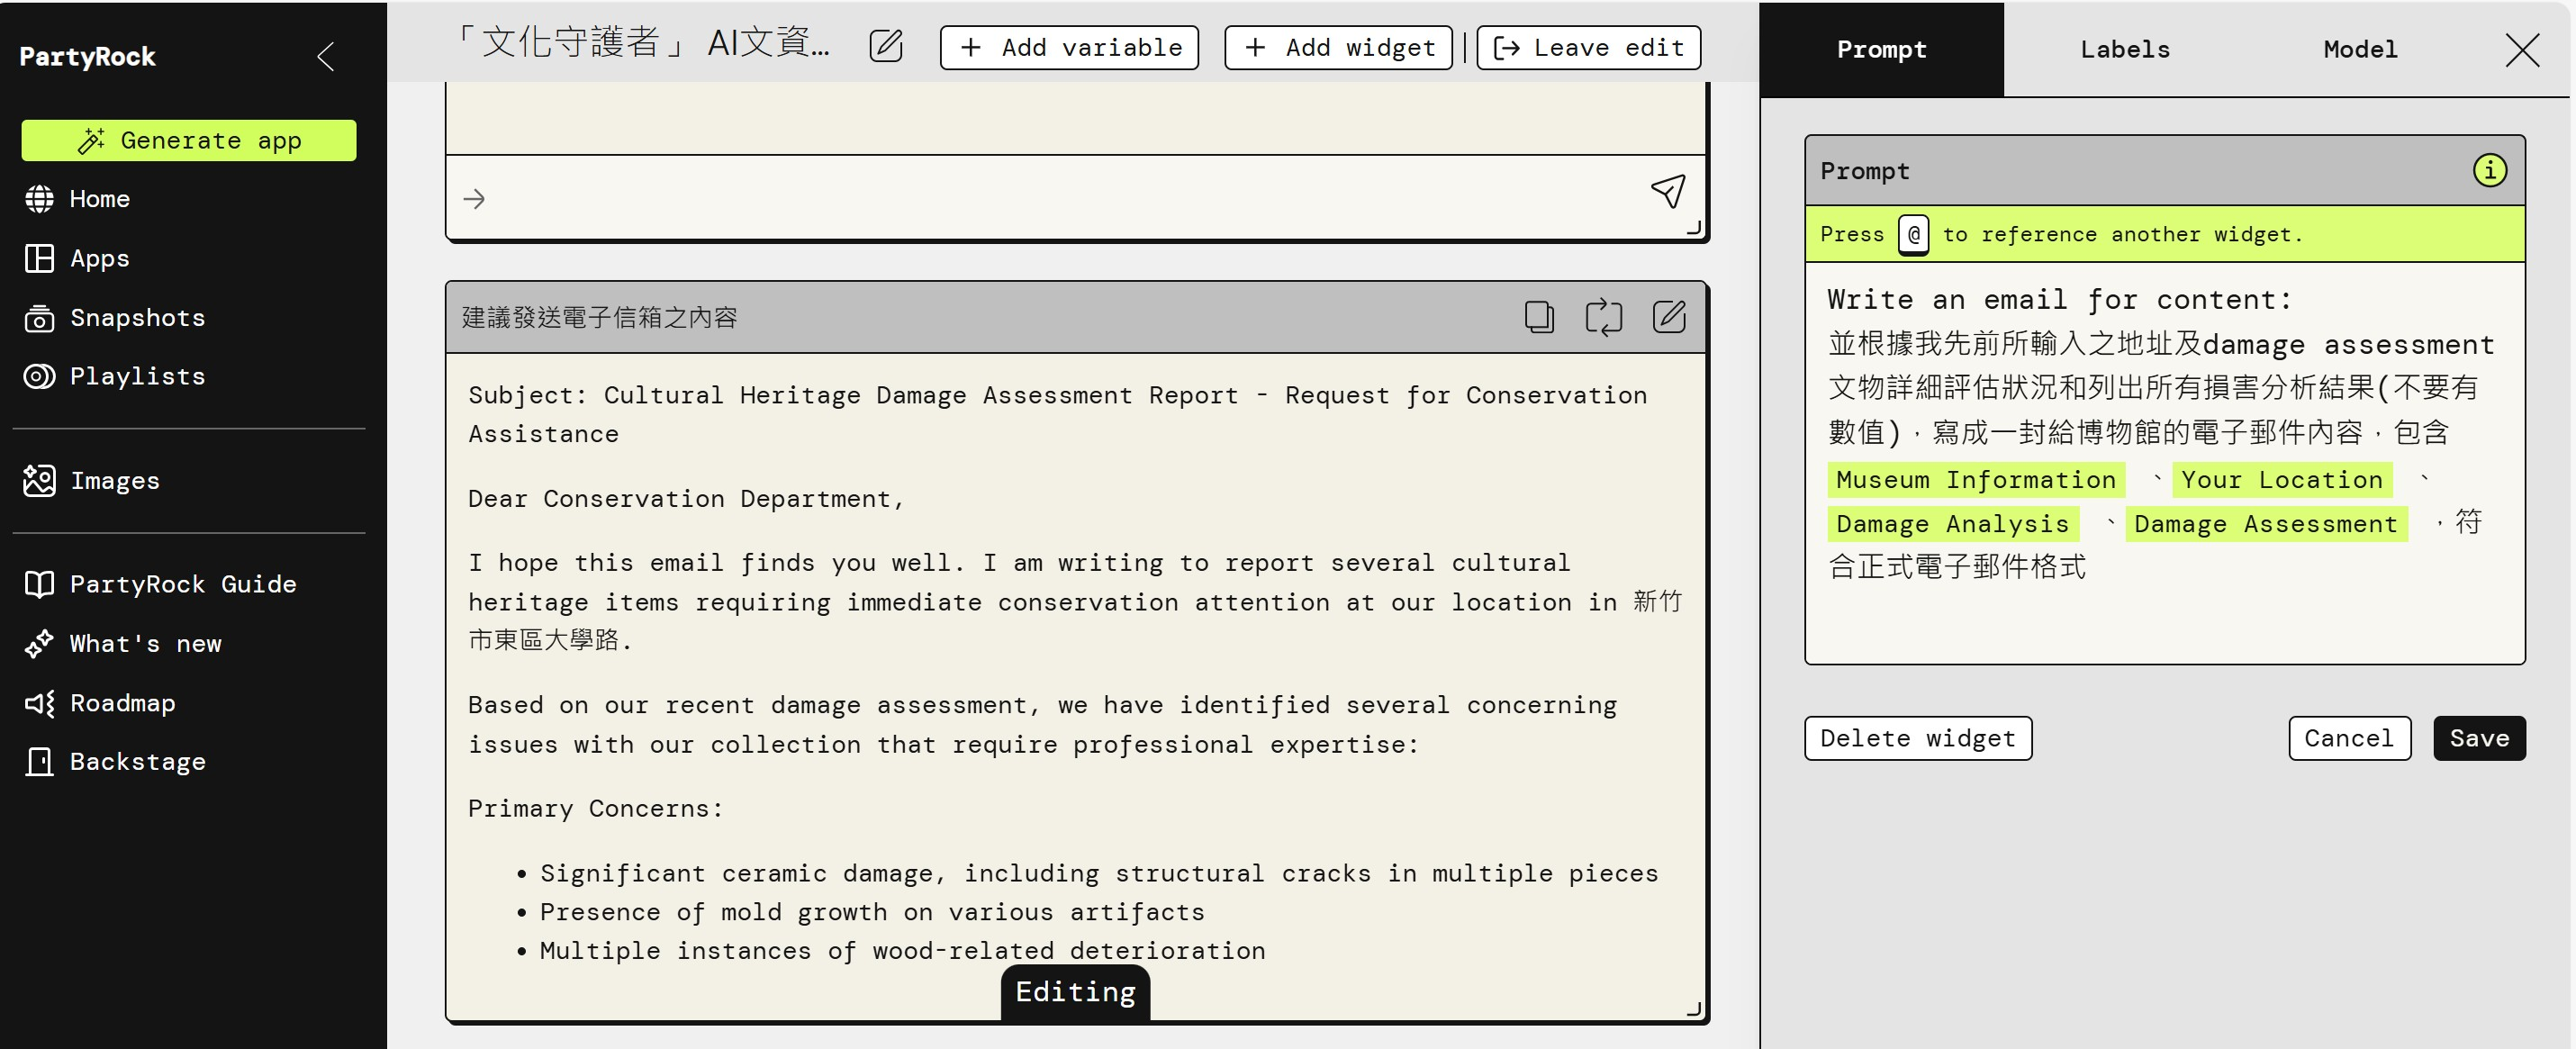 PartyRock
Generate app
Home
Apps
Snapshots
Playlists
Images
PartyRock Guide
What's new
Roadmap
Backstage
「文化守護者」 AI文資...
+ Add variable
+ Add widget
Leave edit
建議發送電子信箱之內容
Subject: Cultural Heritage Damage Assessment Report - Request for Conservation
Assistance
Dear Conservation Department,
I hope this email finds you well. I am writing to report several cultural
heritage items requiring immediate conservation attention at our location in 新竹
市東區大學路.
Based on our recent damage assessment, we have identified several concerning
issues with our collection that require professional expertise:
Primary Concerns:
• Significant ceramic damage, including structural cracks in multiple pieces
• Presence of mold growth on various artifacts
• Multiple instances of wood-related deterioration
Editing
Prompt
Labels
Model
Prompt
i
Press @ to reference another widget.
Write an email for content:
並根據我先前所輸入之地址及damage assessment
文物詳細評估狀況和列出所有損害分析結果(不要有
數值)，寫成一封給博物館的電子郵件內容，包含
Museum Information 、Your Location 、
Damage Analysis 、Damage Assessment ，符
合正式電子郵件格式
Delete widget
Cancel
Save